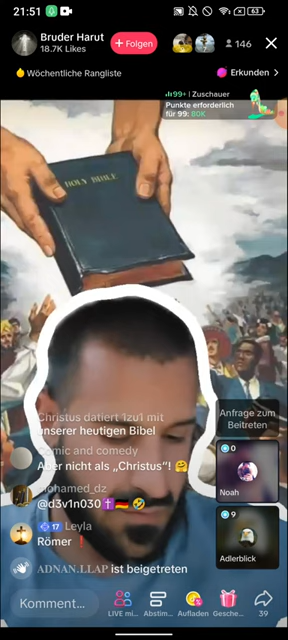 21:51
63
Bruder Harut
18.7K Likes
+ Folgen
146
Wöchentliche Rangliste
Erkunden >
99+ | Zuschauer
Punkte erforderlich
für 99: 80K
HOLY BIBLE
Christus datiert 1zu1 mit
unserer heutigen Bibel
Comic and comedy
Aber nicht als „Christus“! 🤗
mohamed_dz
@d3v1n030✝️🇩🇪🤣
17 Leyla
Römer ❗
ADNAN.LLAP ist beigetreten
Anfrage zum
Beitreten
0
Noah
9
Adlerblick
Komment...
LIVE mi...
Abstim...
Aufladen
Gesche...
39